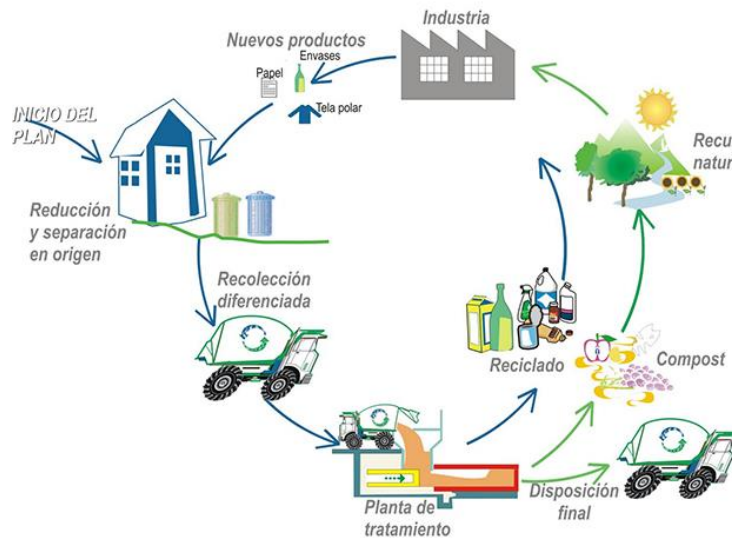 Industria
Nuevos productos
Envases
Papel
Tela polar
INICIO DEL
PLAN
Reducción
y separación
en origen
Recolección
diferenciada
Reciclado
Compost
Planta de
tratamiento
Disposición
final